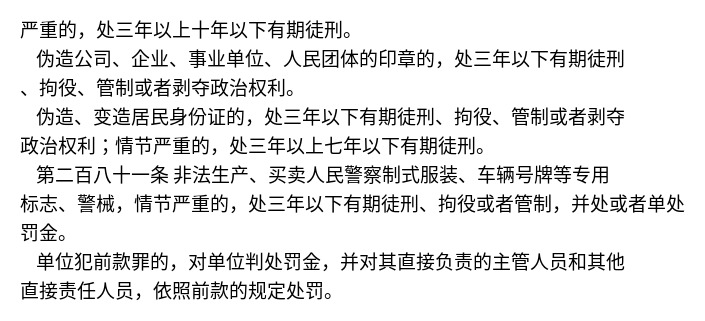 严重的，处三年以上十年以下有期徒刑。
伪造公司、企业、事业单位、人民团体的印章的，处三年以下有期徒刑
、拘役、管制或者剥夺政治权利。
伪造、变造居民身份证的，处三年以下有期徒刑、拘役、管制或者剥夺
政治权利；情节严重的，处三年以上七年以下有期徒刑。
第二百八十一条 非法生产、买卖人民警察制式服装、车辆号牌等专用
标志、警械，情节严重的，处三年以下有期徒刑、拘役或者管制，并处或者单处
罚金。
单位犯前款罪的，对单位判处罚金，并对其直接负责的主管人员和其他
直接责任人员，依照前款的规定处罚。